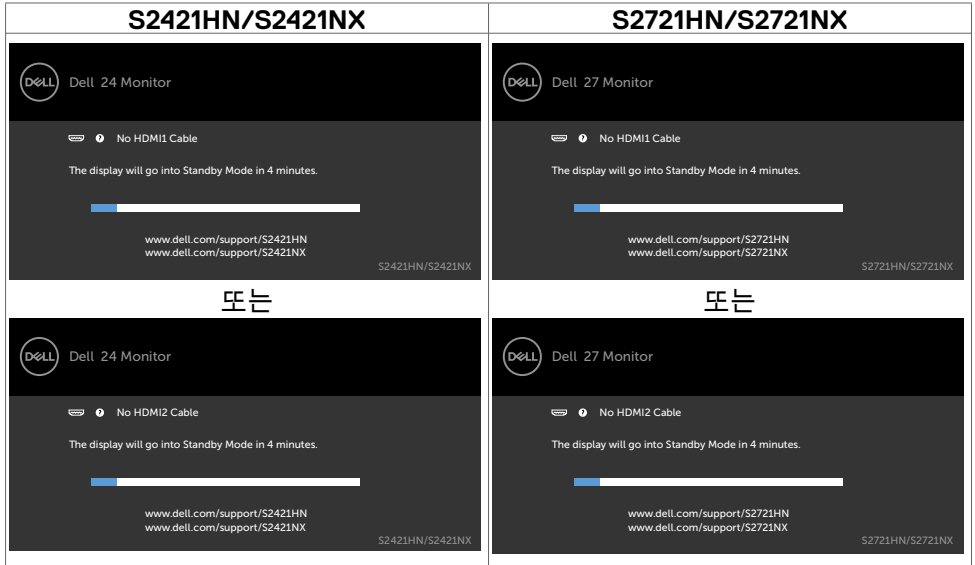 S2421HN/S2421NX
S2721HN/S2721NX
DELL Dell 24 Monitor
No HDMI1 Cable
The display will go into Standby Mode in 4 minutes.
www.dell.com/support/S2421HN
www.dell.com/support/S2421NX
S2421HN/S2421NX
DELL Dell 27 Monitor
No HDMI1 Cable
The display will go into Standby Mode in 4 minutes.
www.dell.com/support/S2721HN
www.dell.com/support/S2721NX
S2721HN/S2721NX
또는
또는
DELL Dell 24 Monitor
No HDMI2 Cable
The display will go into Standby Mode in 4 minutes.
www.dell.com/support/S2421HN
www.dell.com/support/S2421NX
S2421HN/S2421NX
DELL Dell 27 Monitor
No HDMI2 Cable
The display will go into Standby Mode in 4 minutes.
www.dell.com/support/S2721HN
www.dell.com/support/S2721NX
S2721HN/S2721NX